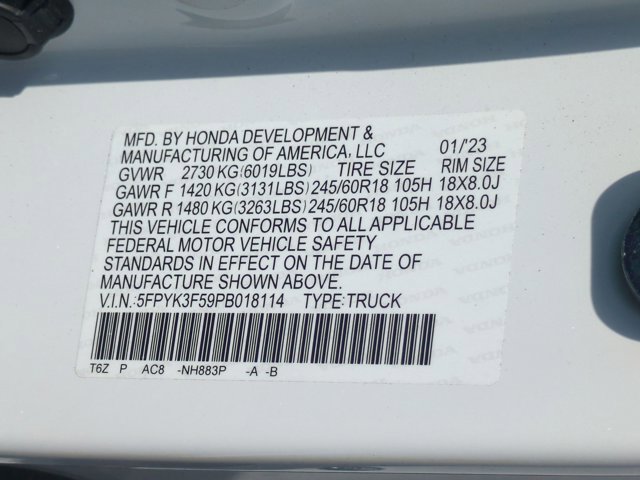 MFD. BY HONDA DEVELOPMENT &
MANUFACTURING OF AMERICA, LLC 01/'23
GVWR 2730 KG(6019LBS) TIRE SIZE RIM SIZE
GAWR F 1420 KG(3131LBS) 245/60R18 105H 18X8.0J
GAWR R 1480 KG(3263LBS) 245/60R18 105H 18X8.0J
THIS VEHICLE CONFORMS TO ALL APPLICABLE
FEDERAL MOTOR VEHICLE SAFETY
STANDARDS IN EFFECT ON THE DATE OF
MANUFACTURE SHOWN ABOVE.
V.I.N.:5FPYK3F59PB018114 TYPE:TRUCK
T6Z P AC8 -NH883P -A -B